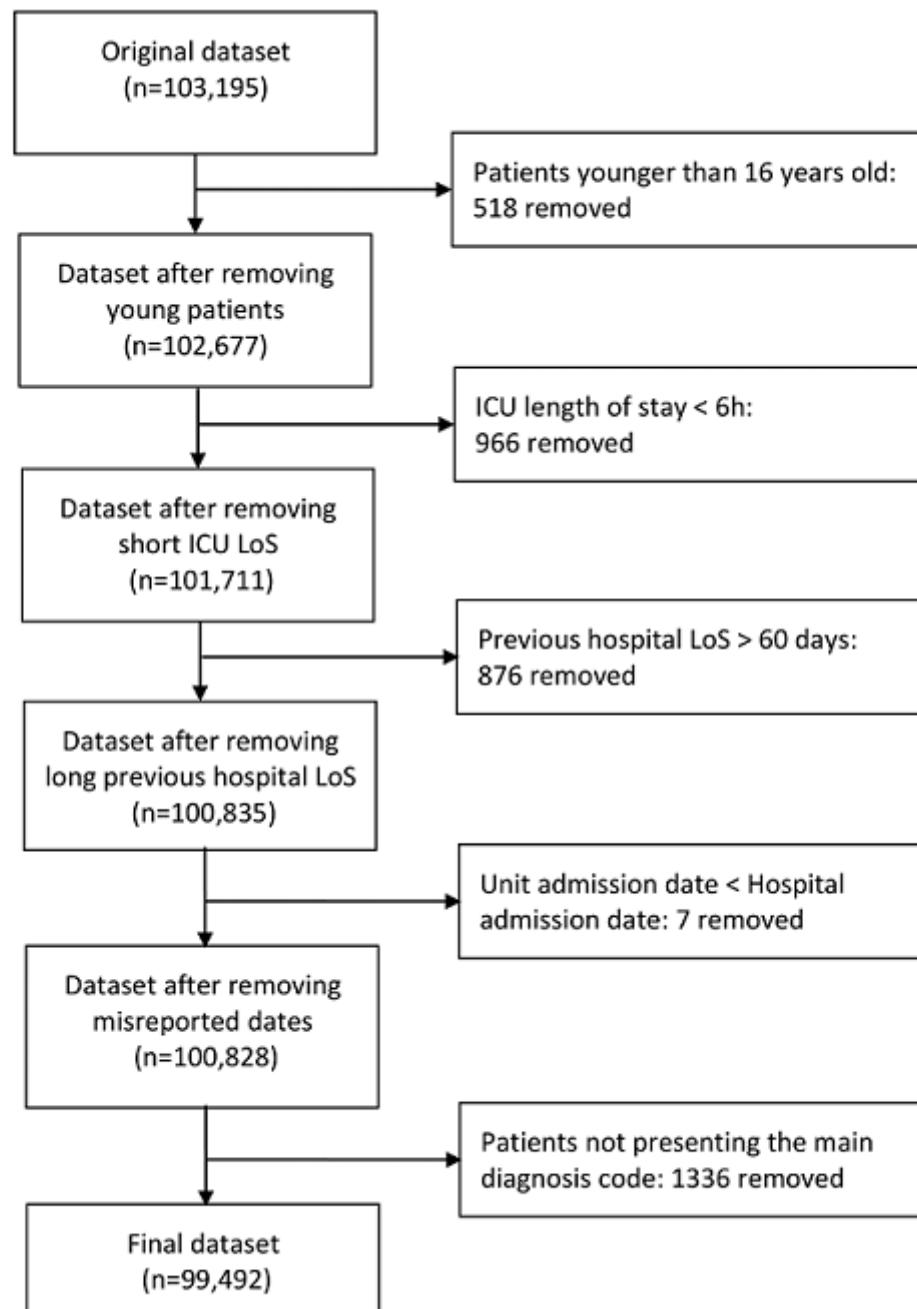 Original dataset
(n=103,195)
Patients younger than 16 years old:
518 removed
Dataset after removing
young patients
(n=102,677)
ICU length of stay < 6h:
966 removed
Dataset after removing
short ICU LoS
(n=101,711)
Previous hospital LoS > 60 days:
876 removed
Dataset after removing
long previous hospital LoS
(n=100,835)
Unit admission date < Hospital
admission date: 7 removed
Dataset after removing
misreported dates
(n=100,828)
Patients not presenting the main
diagnosis code: 1336 removed
Final dataset
(n=99,492)